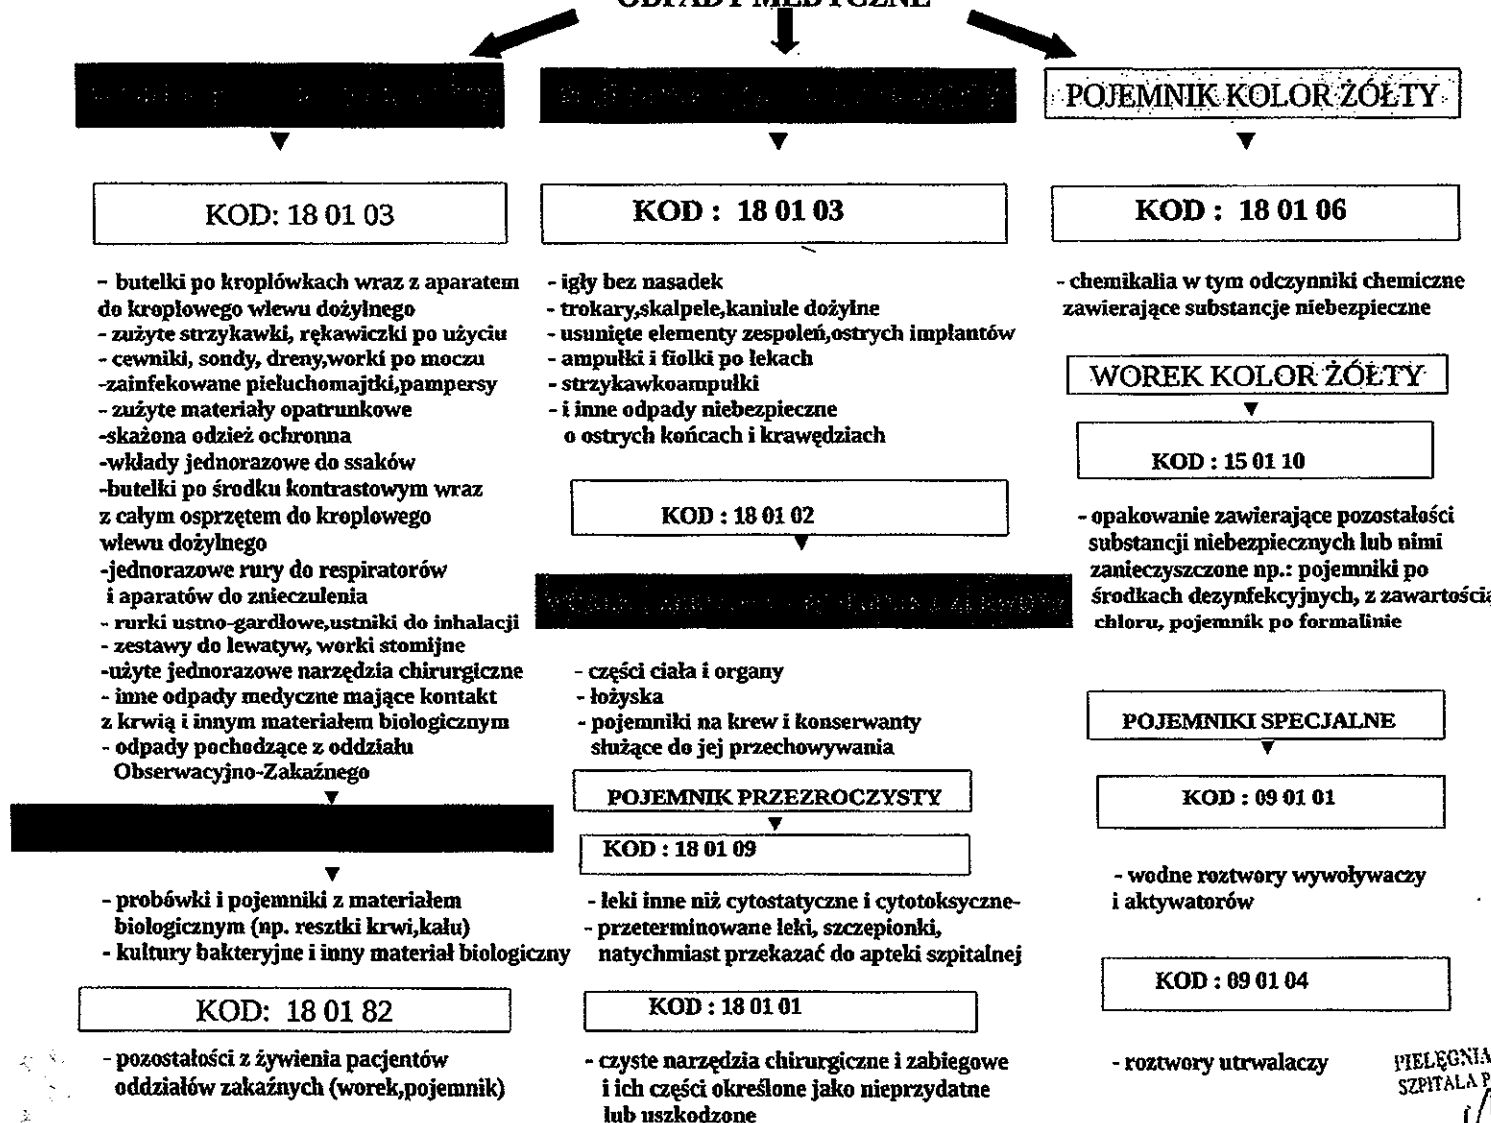 ODPADY MEDYCZNE
KOD: 18 01 03
- butelki po kroplówkach wraz z aparatem
do kroplowego wlewu dożylnego
- zużyte strzykawki, rękawiczki po użyciu
- cewniki, sondy, dreny,worki po moczu
-zainfekowane pieluchomajtki,pampersy
- zużyte materiały opatrunkowe
-skażona odzież ochronna
-wkłady jednorazowe do ssaków
-butelki po środku kontrastowym wraz
z całym osprzętem do kroplowego
wlewu dożylnego
-jednorazowe rury do respiratorów
i aparatów do znieczulenia
- rurki ustno-gardłowe,ustniki do inhalacji
- zestawy do lewatyw, worki stomijne
-użyte jednorazowe narzędzia chirurgiczne
- inne odpady medyczne mające kontakt
z krwią i innym materiałem biologicznym
- odpady pochodzące z oddziału
Obserwacyjno-Zakaźnego
- probówki i pojemniki z materiałem
biologicznym (np. resztki krwi,kału)
- kultury bakteryjne i inny materiał biologiczny
KOD: 18 01 82
- pozostałości z żywienia pacjentów
oddziałów zakaźnych (worek,pojemnik)
KOD : 18 01 03
- igły bez nasadek
- trokary,skalpele,kaniule dożylne
- usunięte elementy zespoleń,ostrych implantów
- ampułki i fiolki po lekach
- strzykawkoampułki
- i inne odpady niebezpieczne
o ostrych końcach i krawędziach
KOD : 18 01 02
- części ciała i organy
- łożyska
- pojemniki na krew i konserwanty
służące do jej przechowywania
POJEMNIK PRZEZROCZYSTY
KOD : 18 01 09
- leki inne niż cytostatyczne i cytotoksyczne-
- przeterminowane leki, szczepionki,
natychmiast przekazać do apteki szpitalnej
KOD : 18 01 01
- czyste narzędzia chirurgiczne i zabiegowe
i ich części określone jako nieprzydatne
lub uszkodzone
POJEMNIK KOLOR ŻÓŁTY
KOD : 18 01 06
- chemikalia w tym odczynniki chemiczne
zawierające substancje niebezpieczne
WOREK KOLOR ŻÓŁTY
KOD : 15 01 10
- opakowanie zawierające pozostałości
substancji niebezpiecznych lub nimi
zanieczyszczone np.: pojemniki po
środkach dezynfekcyjnych, z zawartością
chloru, pojemnik po formalinie
POJEMNIKI SPECJALNE
KOD : 09 01 01
- wodne roztwory wywoływaczy
i aktywatorów
KOD : 09 01 04
- roztwory utrwalaczy
PIELĘGNIA
SZPITALA P